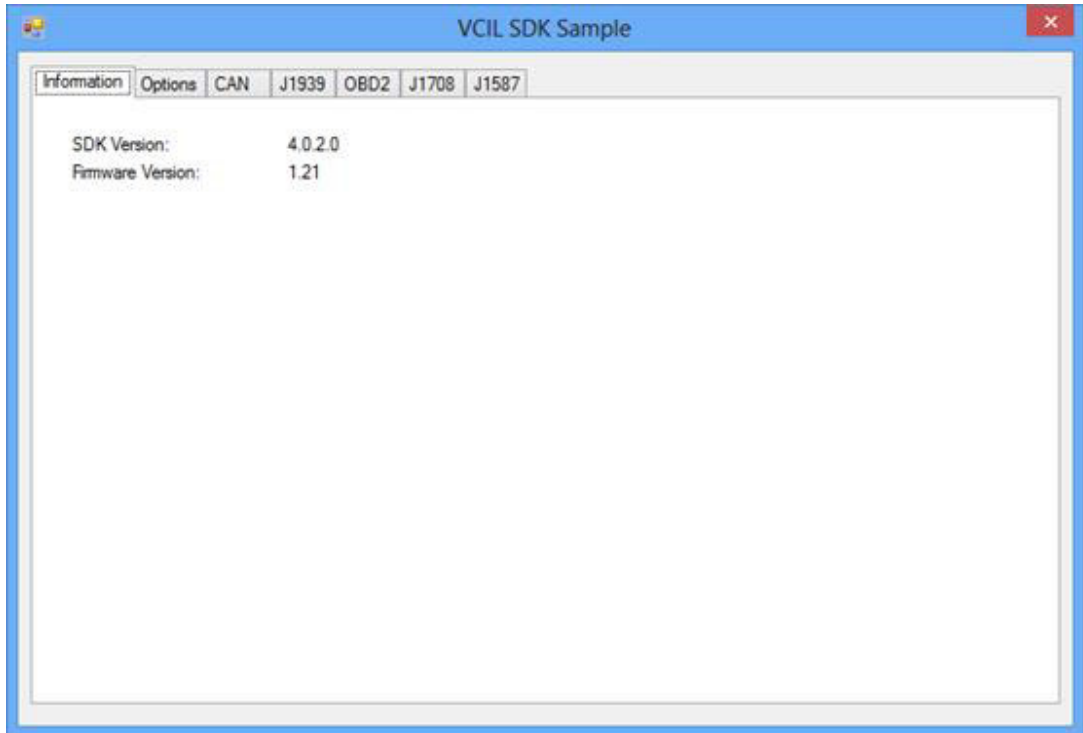 VCIL SDK Sample
Information Options CAN J1939 OBD2 J1708 J1587
SDK Version: 4.0.2.0
Firmware Version: 1.21